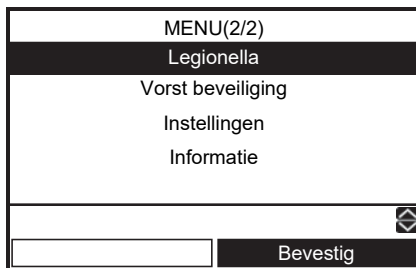 MENU(2/2)
Legionella
Vorst beveiliging
Instellingen
Informatie
Bevestig